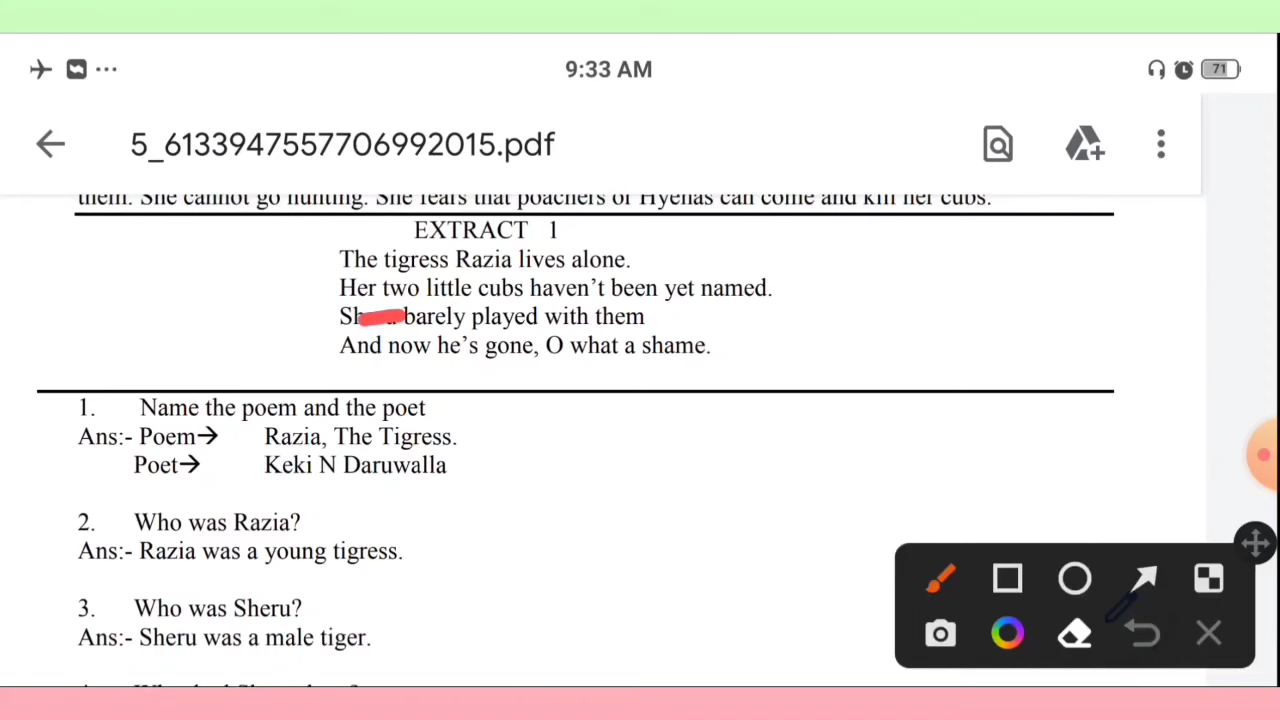 9:33 AM
71
5_6133947557706992015.pdf
them. She cannot go hunting. She fears that poachers or Hyenas can come and kill her cubs.
EXTRACT 1
The tigress Razia lives alone.
Her two little cubs haven't been yet named.
barely played with them
And now he's gone, O what a shame.
1. Name the poem and the poet
Ans:- Poem→ Razia, The Tigress.
Poet→ Keki N Daruwalla
2. Who was Razia?
Ans:- Razia was a young tigress.
3. Who was Sheru?
Ans:- Sheru was a male tiger.